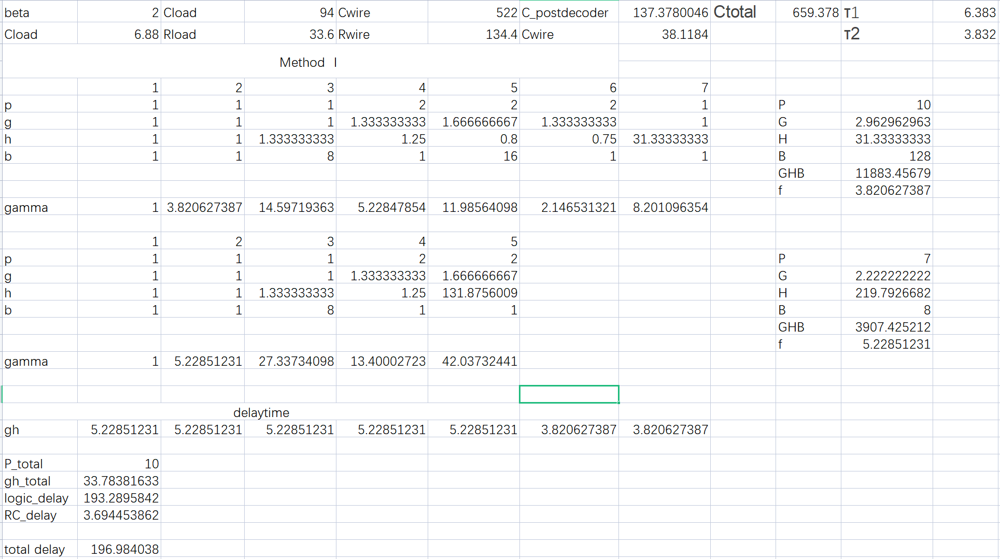 beta 2 Cload 94 Cwire 522 C_postdecoder 137.3780046 Ctotal 659.378 τ1 6.383
Cload 6.88 Rload 33.6 Rwire 134.4 Cwire 38.1184 τ2 3.832
Method I
1 2 3 4 5 6 7
p 1 1 1 2 2 2 1 P 10
g 1 1 1 1.333333333 1.666666667 1.333333333 1 G 2.962962963
h 1 1 1.333333333 1.25 0.8 0.75 31.33333333 H 31.33333333
b 1 1 8 1 16 1 1 B 128
GHB 11883.45679
f 3.820627387
gamma 1 3.820627387 14.59719363 5.22847854 11.98564098 2.146531321 8.201096354
1 2 3 4 5
p 1 1 1 2 2 P 7
g 1 1 1 1.333333333 1.666666667 G 2.222222222
h 1 1 1.333333333 1.25 131.8756009 H 219.7926682
b 1 1 8 1 1 B 8
GHB 3907.425212
f 5.22851231
gamma 1 5.22851231 27.33734098 13.40002723 42.03732441
delaytime
gh 5.22851231 5.22851231 5.22851231 5.22851231 5.22851231 3.820627387 3.820627387
P_total 10
gh_total 33.78381633
logic_delay 193.2895842
RC_delay 3.694453862
total delay 196.984038